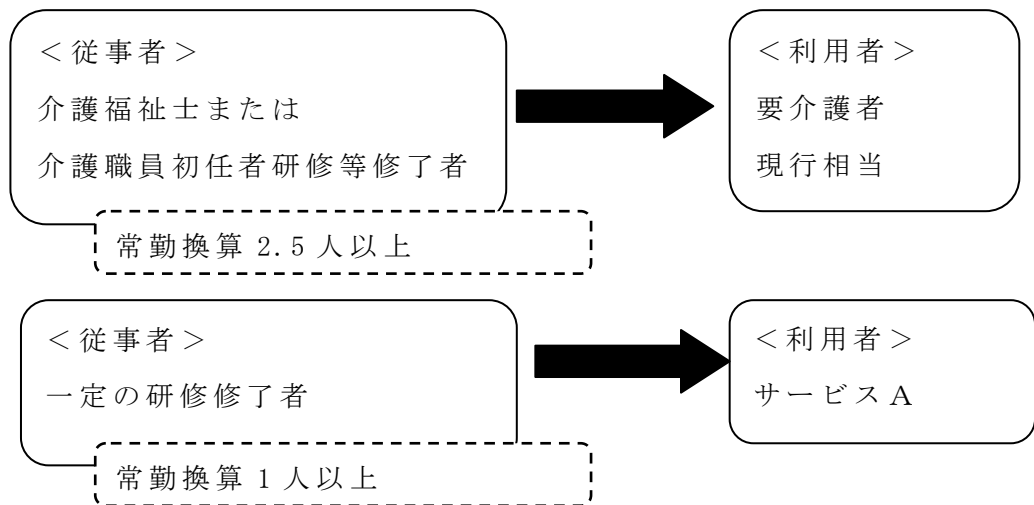 <従事者>
介護福祉士または
介護職員初任者研修等修了者
常勤換算 2.5 人以上
<利用者>
要介護者
現行相当
<従事者>
一定の研修修了者
常勤換算 1 人以上
<利用者>
サービスA